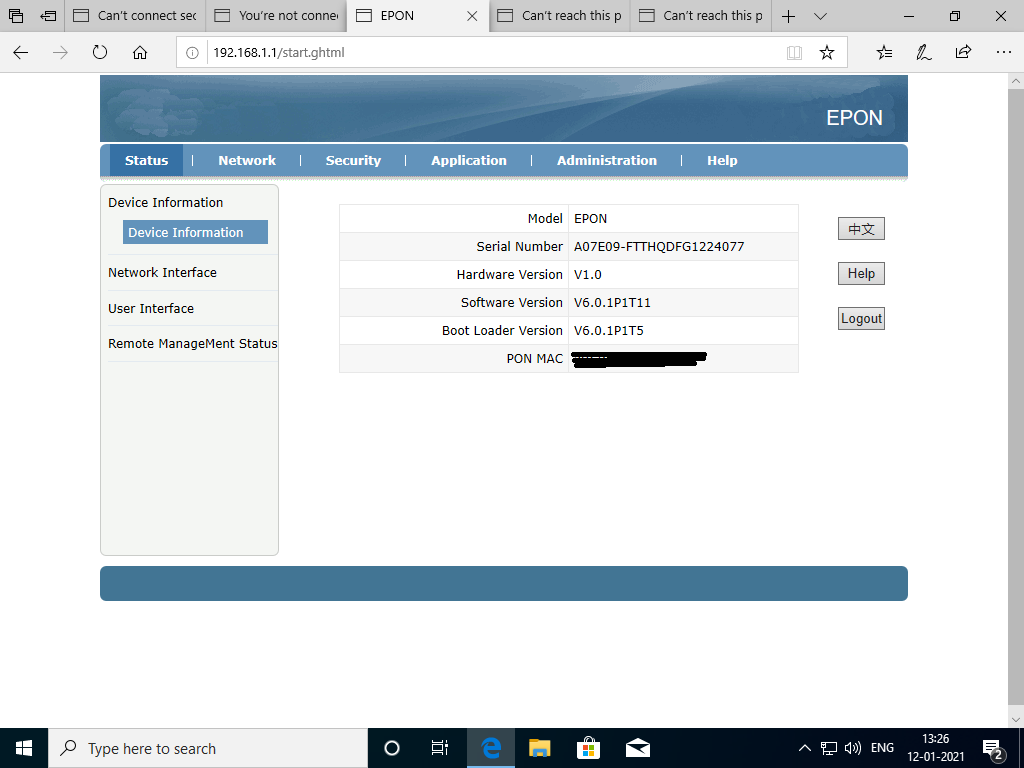 Can't connect sec
You're not conne
EPON
Can't reach this p
Can't reach this p
192.168.1.1/start.ghtml
EPON
Status | Network | Security | Application | Administration | Help
Device Information
Device Information
Network Interface
User Interface
Remote ManageMent Status
Model EPON
Serial Number A07E09-FTTHQDFG1224077
Hardware Version V1.0
Software Version V6.0.1P1T11
Boot Loader Version V6.0.1P1T5
PON MAC
中文
Help
Logout
Type here to search
ENG
13:26
12-01-2021
2